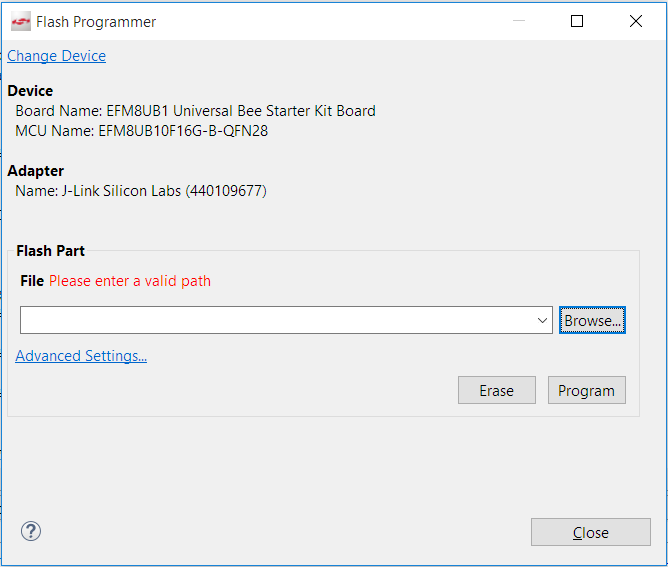 Flash Programmer
Change Device
Device
Board Name: EFM8UB1 Universal Bee Starter Kit Board
MCU Name: EFM8UB10F16G-B-QFN28
Adapter
Name: J-Link Silicon Labs (440109677)
Flash Part
File Please enter a valid path
Browse...
Advanced Settings...
Erase Program
?
Close